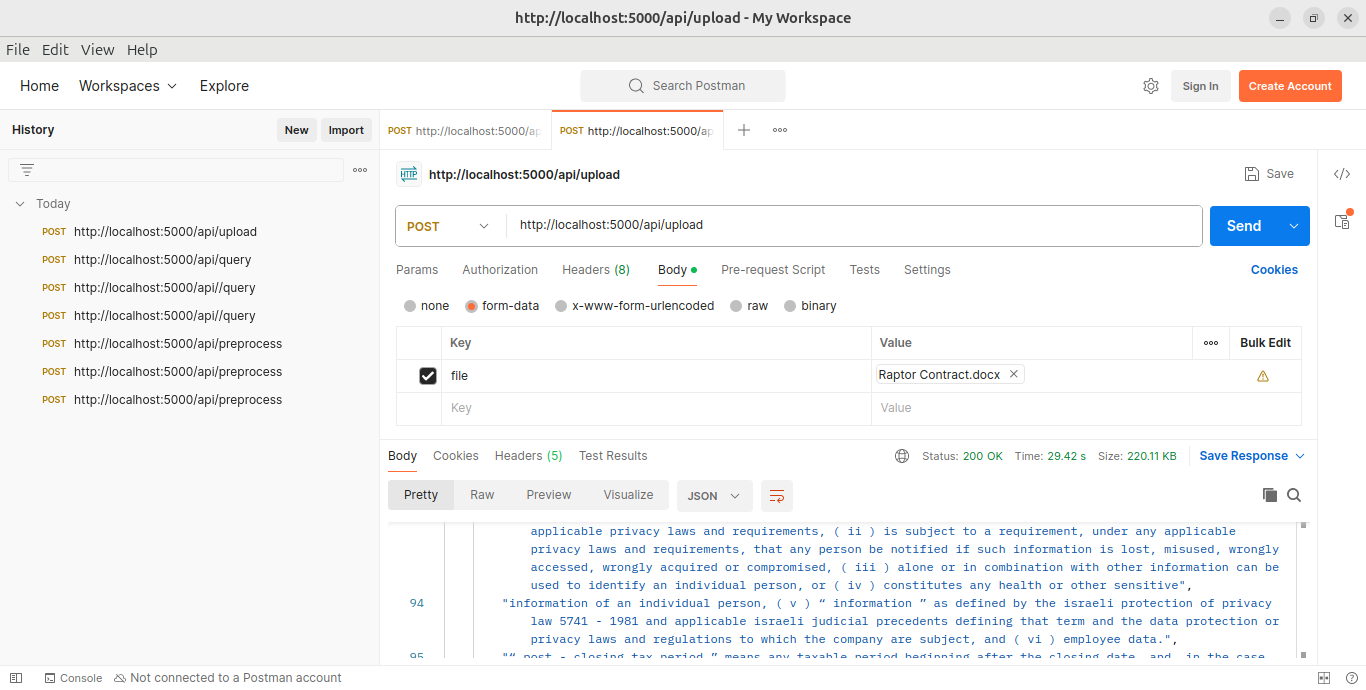 http://localhost:5000/api/upload - My Workspace
File Edit View Help
Home Workspaces Explore Search Postman Sign In Create Account
History New Import
POST http://localhost:5000/ap POST http://localhost:5000/ap
Today
POST http://localhost:5000/api/upload
POST http://localhost:5000/api/query
POST http://localhost:5000/api//query
POST http://localhost:5000/api//query
POST http://localhost:5000/api/preprocess
POST http://localhost:5000/api/preprocess
POST http://localhost:5000/api/preprocess
HTTP http://localhost:5000/api/upload Save
POST http://localhost:5000/api/upload Send
Params Authorization Headers (8) Body Pre-request Script Tests Settings Cookies
none form-data x-www-form-urlencoded raw binary
Key Value Bulk Edit
file Raptor Contract.docx
Key Value
Body Cookies Headers (5) Test Results Status: 200 OK Time: 29.42 s Size: 220.11 KB Save Response
Pretty Raw Preview Visualize JSON
applicable privacy laws and requirements, ( ii ) is subject to a requirement, under any applicable
privacy laws and requirements, that any person be notified if such information is lost, misused, wrongly
accessed, wrongly acquired or compromised, ( iii ) alone or in combination with other information can be
used to identify an individual person, or ( iv ) constitutes any health or other sensitive",
94 "information of an individual person, ( v ) “ information ” as defined by the israeli protection of privacy
law 5741 - 1981 and applicable israeli judicial precedents defining that term and the data protection or
privacy laws and regulations to which the company are subject, and ( vi ) employee data.",
95 "“ post - closing tax period ” means any taxable period beginning after the closing date, and, in the case
Console Not connected to a Postman account